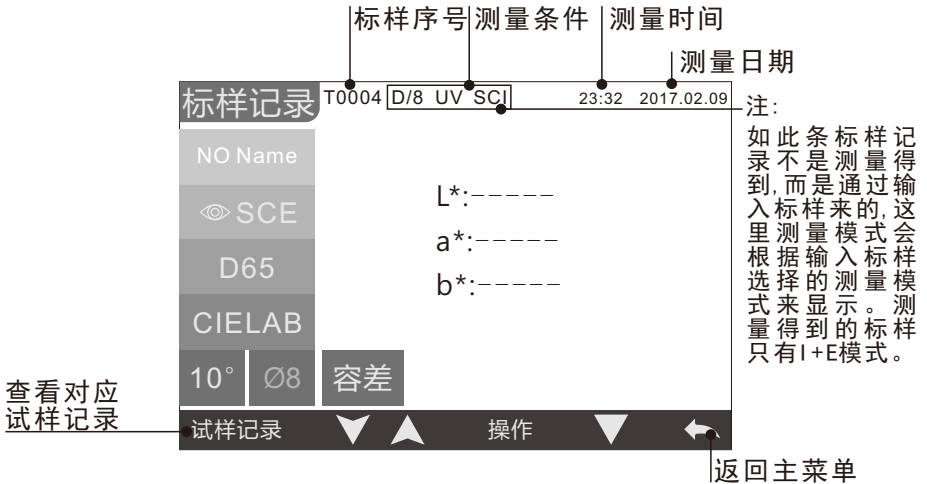 标样序号 测量条件 测量时间
测量日期
标样记录 T0004 D/8 UV SCI 23:32 2017.02.09
注:
如此条标样记
录不是测量得
到,而是通过输
入标样来的,这
里测量模式会
根据输入标样
选择的测量模
式来显示。测
量得到的标样
只有I+E模式。
NO Name
SCE
D65
CIELAB
10° Ø8 容差
L*:-----
a*:-----
b*:-----
查看对应
试样记录
试样记录 操作
返回主菜单